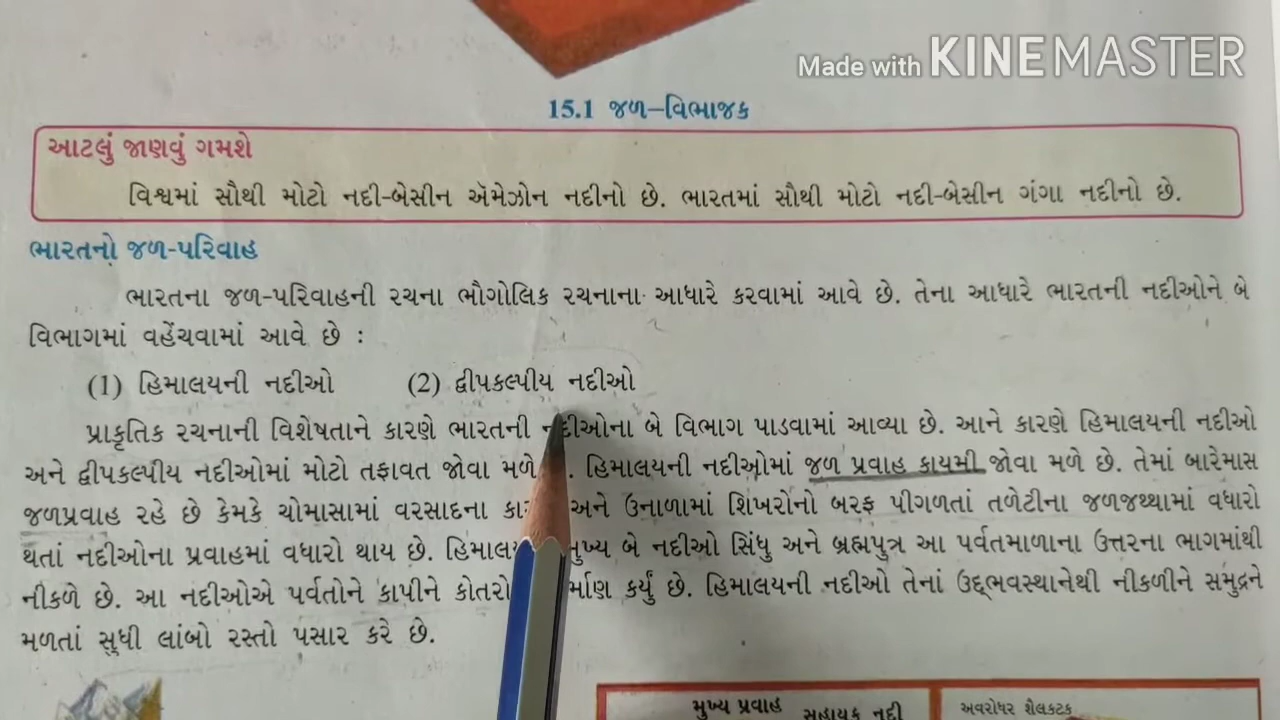 Made with KINEMASTER
15.1 જળ–વિભાજક
આટલું જાણવું ગમશે
વિશ્વમાં સૌથી મોટો નદી-બેસીન ઍમેઝોન નદીનો છે. ભારતમાં સૌથી મોટો નદી-બેસીન ગંગા નદીનો છે.
ભારતનો જળ-પરિવાહ
ભારતના જળ-પરિવાહની રચના ભૌગોલિક રચનાના આધારે કરવામાં આવે છે. તેના આધારે ભારતની નદીઓને બે
વિભાગમાં વહેંચવામાં આવે છે :
(1) હિમાલયની નદીઓ (2) દ્વીપકલ્પીય નદીઓ
પ્રાકૃતિક રચનાની વિશેષતાને કારણે ભારતની નદીઓના બે વિભાગ પાડવામાં આવ્યા છે. આને કારણે હિમાલયની નદીઓ
અને દ્વીપકલ્પીય નદીઓમાં મોટો તફાવત જોવા મળે . હિમાલયની નદીઓમાં જળ પ્રવાહ કાયમી જોવા મળે છે. તેમાં બારેમાસ
જળપ્રવાહ રહે છે કેમકે ચોમાસામાં વરસાદના અને ઉનાળામાં શિખરોનો બરફ પીગળતાં તળેટીના જળજથ્થામાં વધારો
થતાં નદીઓના પ્રવાહમાં વધારો થાય છે. બે નદીઓ સિંધુ અને બ્રહ્મપુત્ર આ પર્વતમાળાના ઉત્તરના ભાગમાંથી
નીકળે છે. આ નદીઓએ પર્વતોને કાપીને કર્યું છે. હિમાલયની નદીઓ તેનાં ઉદ્દભવસ્થાનેથી નીકળીને સમુદ્રને
મળતાં સુધી લાંબો રસ્તો પસાર કરે છે.
મુખ્ય પ્રવાહ સહાયક નદી અવરોધર શૈલકટક